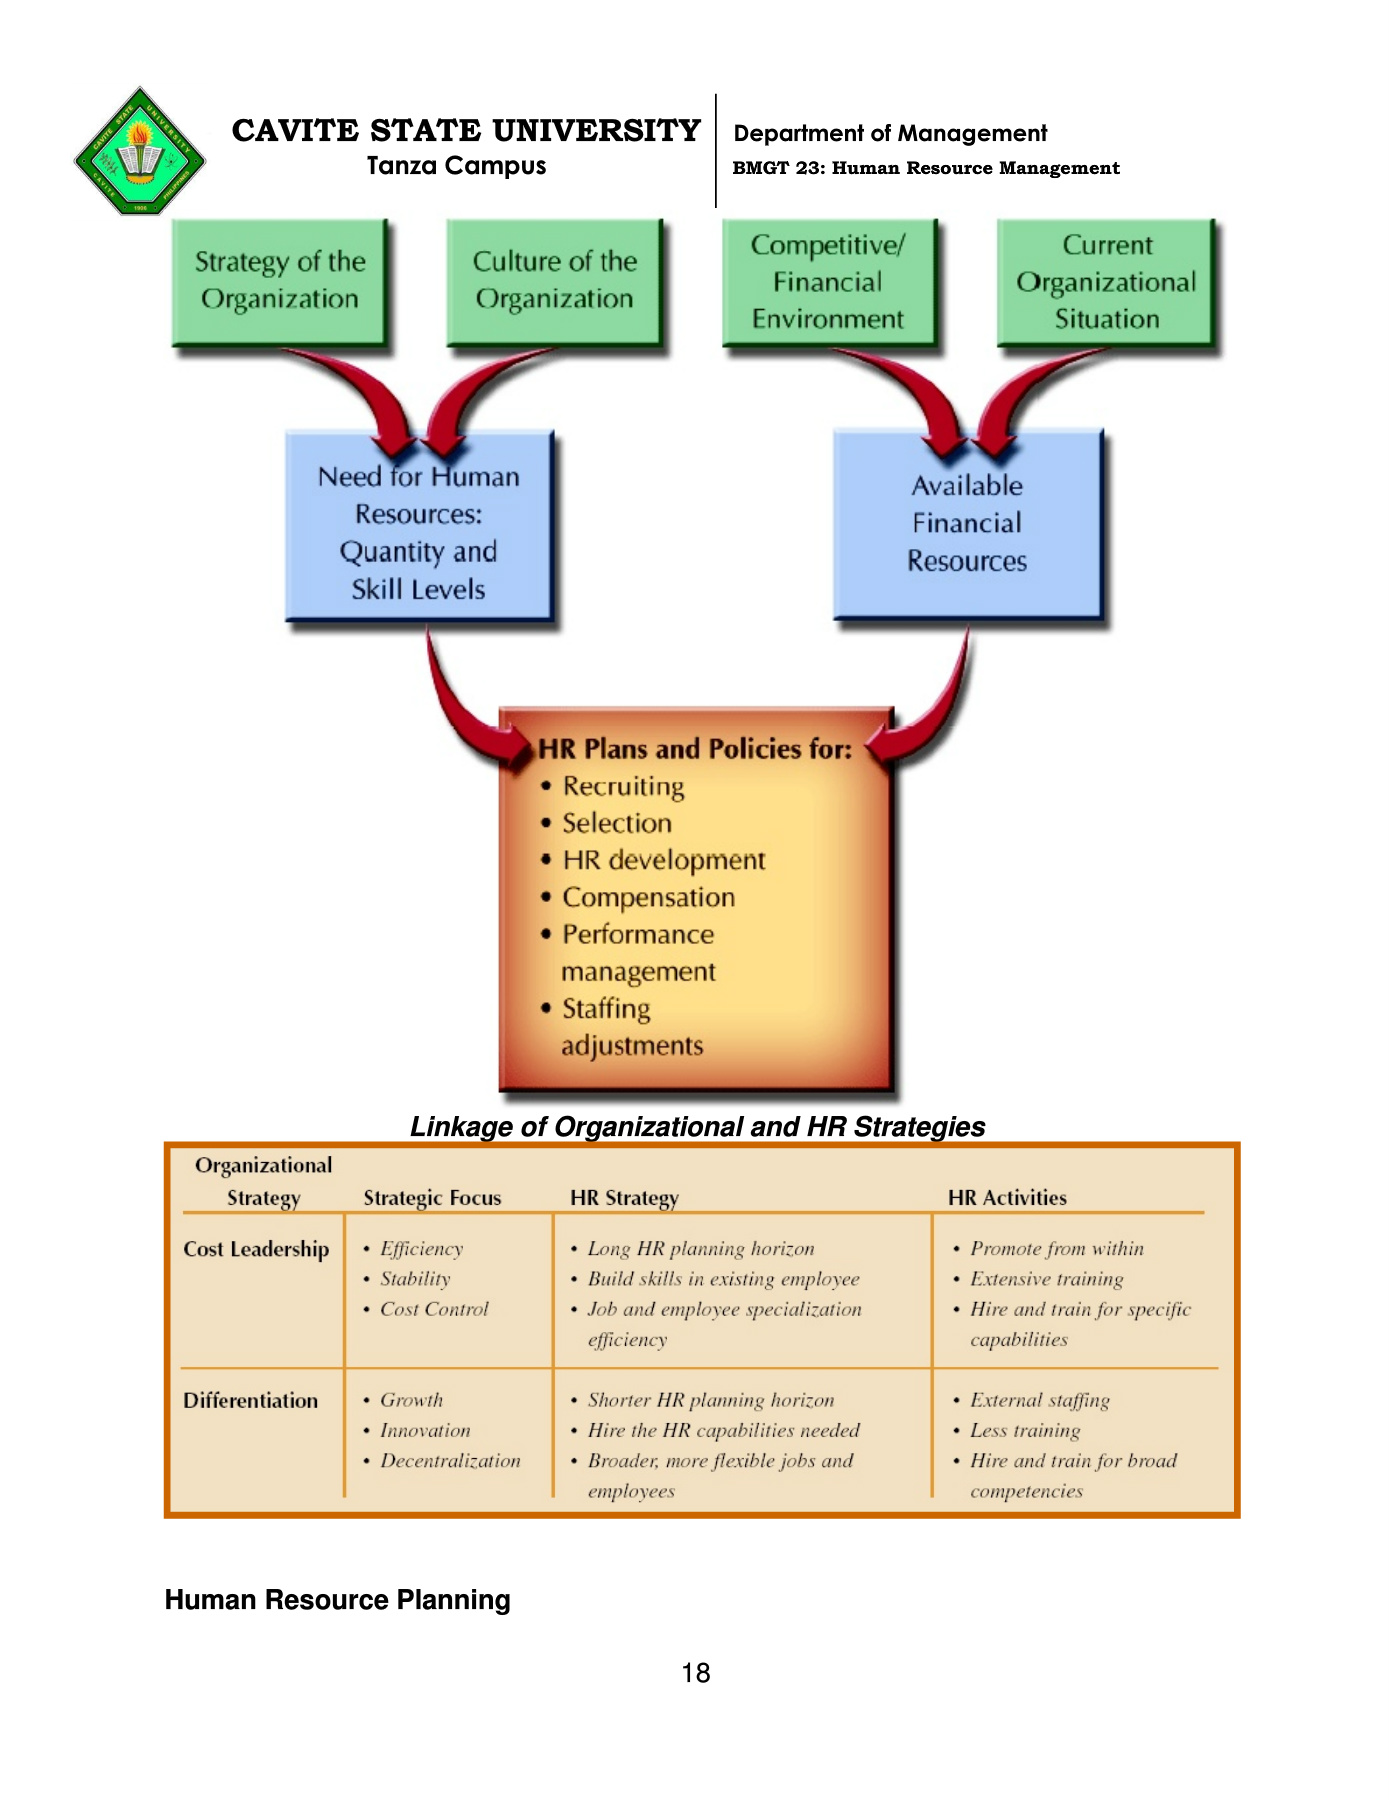 CAVITE STATE UNIVERSITY
Tanza Campus
Department of Management
BMGT 23: Human Resource Management
CAVITE STATE UNIVERSITY
CAVITE
PHILIPPINES
1906
Strategy of the
Organization
Culture of the
Organization
Competitive/
Financial
Environment
Current
Organizational
Situation
Need for Human
Resources:
Quantity and
Skill Levels
Available
Financial
Resources
HR Plans and Policies for:
• Recruiting
• Selection
• HR development
• Compensation
• Performance
management
• Staffing
adjustments
Linkage of Organizational and HR Strategies
Organizational
Strategy
Strategic Focus
HR Strategy
HR Activities
Cost Leadership
• Efficiency
• Stability
• Cost Control
• Long HR planning horizon
• Build skills in existing employee
• Job and employee specialization
efficiency
• Promote from within
• Extensive training
• Hire and train for specific
capabilities
Differentiation
• Growth
• Innovation
• Decentralization
• Shorter HR planning horizon
• Hire the HR capabilities needed
• Broader, more flexible jobs and
employees
• External staffing
• Less training
• Hire and train for broad
competencies
Human Resource Planning
18